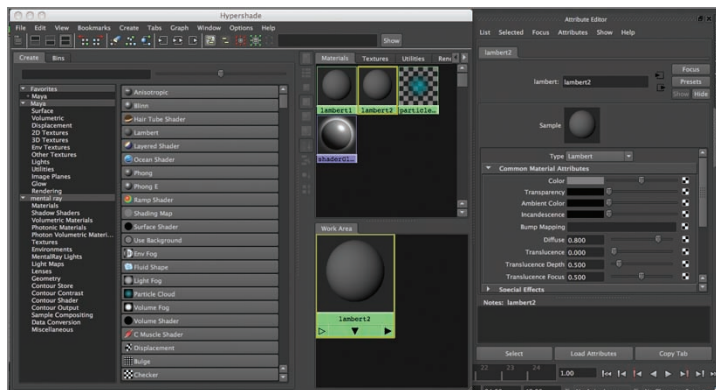 Hypershade
File Edit View Bookmarks Create Tabs Graph Window Options Help
Show
Create Bins
Favorites
Maya
Maya
Surface
Volumetric
Displacement
2D Textures
3D Textures
Env Textures
Other Textures
Lights
Utilities
Image Planes
Glow
Rendering
mental ray
Materials
Shadow Shaders
Volumetric Materials
Photonic Materials
Photon Volumetric Materi...
Textures
Environments
MentalRay Lights
Light Maps
Lenses
Geometry
Contour Store
Contour Contrast
Contour Shader
Contour Output
Sample Compositing
Data Conversion
Miscellaneous
Anisotropic
Blinn
Hair Tube Shader
Lambert
Layered Shader
Ocean Shader
Phong
Phong E
Ramp Shader
Shading Map
Surface Shader
Use Background
Env Fog
Fluid Shape
Light Fog
Particle Cloud
Volume Fog
Volume Shader
C Muscle Shader
Displacement
Bulge
Checker
Materials Textures Utilities
lambert1 lambert2 particle...
shaderGl...
Work Area
lambert2
Attribute Editor
List Selected Focus Attributes Show Help
lambert2
Focus
lambert: lambert2
Presets
Show Hide
Sample
Type Lambert
Common Material Attributes
Color
Transparency
Ambient Color
Incandescence
Bump Mapping
Diffuse 0.800
Translucence 0.000
Translucence Depth 0.500
Translucence Focus 0.500
Special Effects
Notes: lambert2
Select Load Attributes Copy Tab
22 23 24 1.00